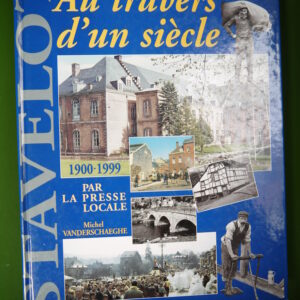 STAVELOT
Au travers
d'un siècle
1900-1999
PAR
LA PRESSE
LOCALE
Michel
VANDERSCHAEGHE